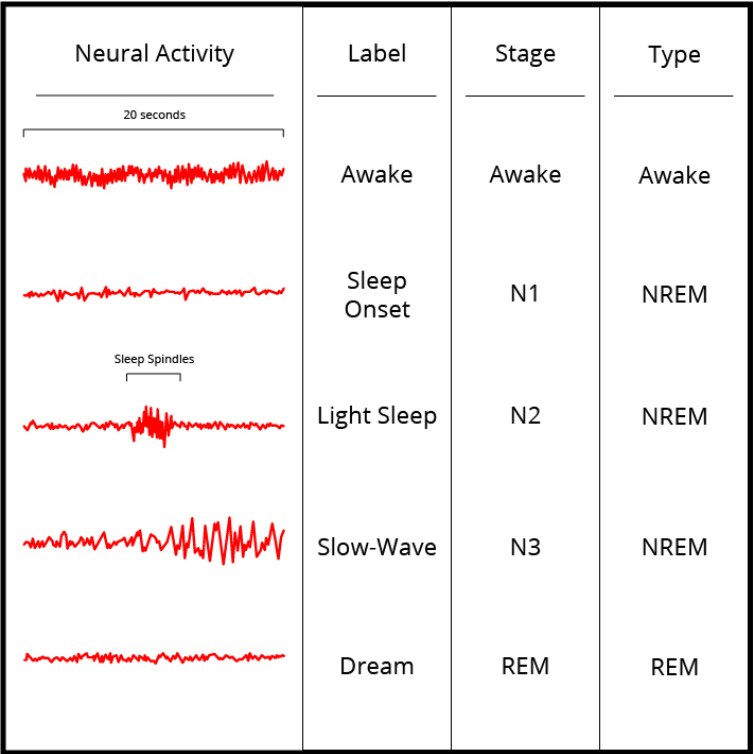 Neural Activity Label Stage Type
20 seconds
Awake Awake Awake
Sleep
Onset N1 NREM
Sleep Spindles
Light Sleep N2 NREM
Slow-Wave N3 NREM
Dream REM REM